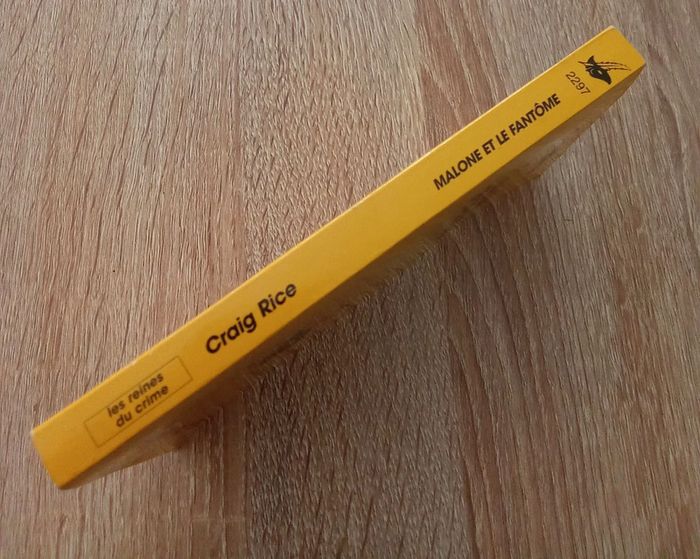 les reines
du crime
Craig Rice
MALONE ET LE FANTÔME
2297